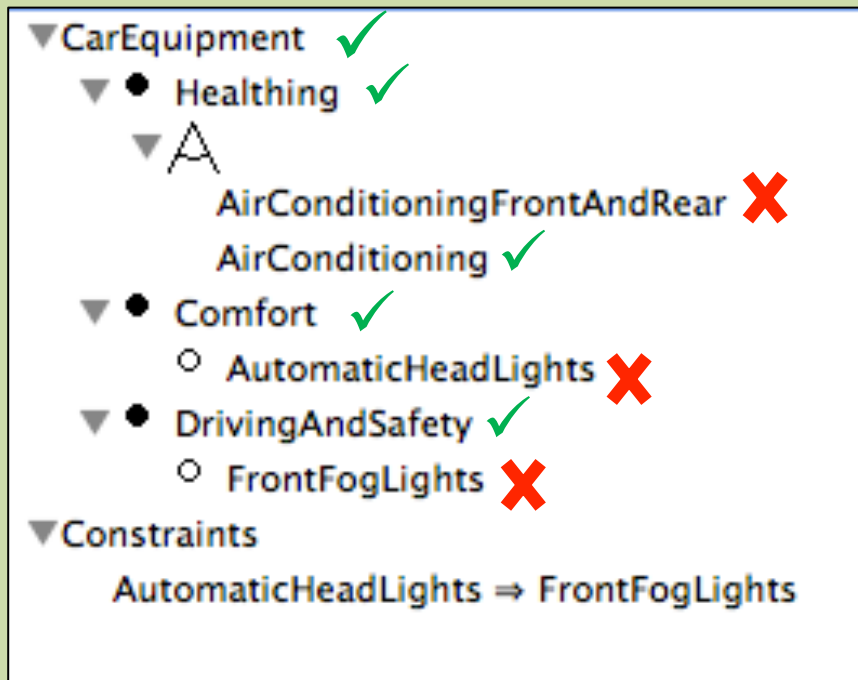 CarEquipment
Healthing
AirConditioningFrontAndRear
AirConditioning
Comfort
AutomaticHeadLights
DrivingAndSafety
FrontFogLights
Constraints
AutomaticHeadLights ⇒ FrontFogLights